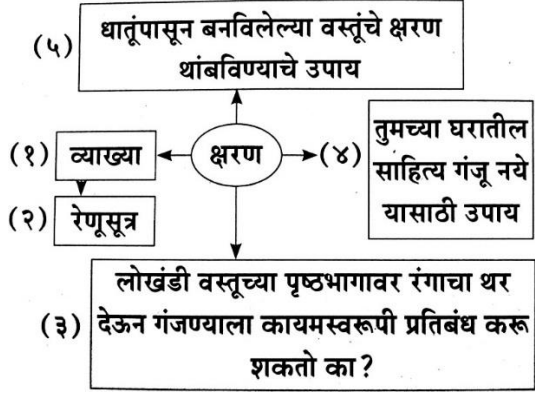 (५) धातूंपासून बनविलेल्या वस्तूंचे क्षरण
थांबविण्याचे उपाय
(१) व्याख्या
क्षरण
(४) तुमच्या घरातील
साहित्य गंजू नये
यासाठी उपाय
(२) रेणूसूत्र
लोखंडी वस्तूच्या पृष्ठभागावर रंगाचा थर
(३) देऊन गंजण्याला कायमस्वरूपी प्रतिबंध करू
शकतो का?